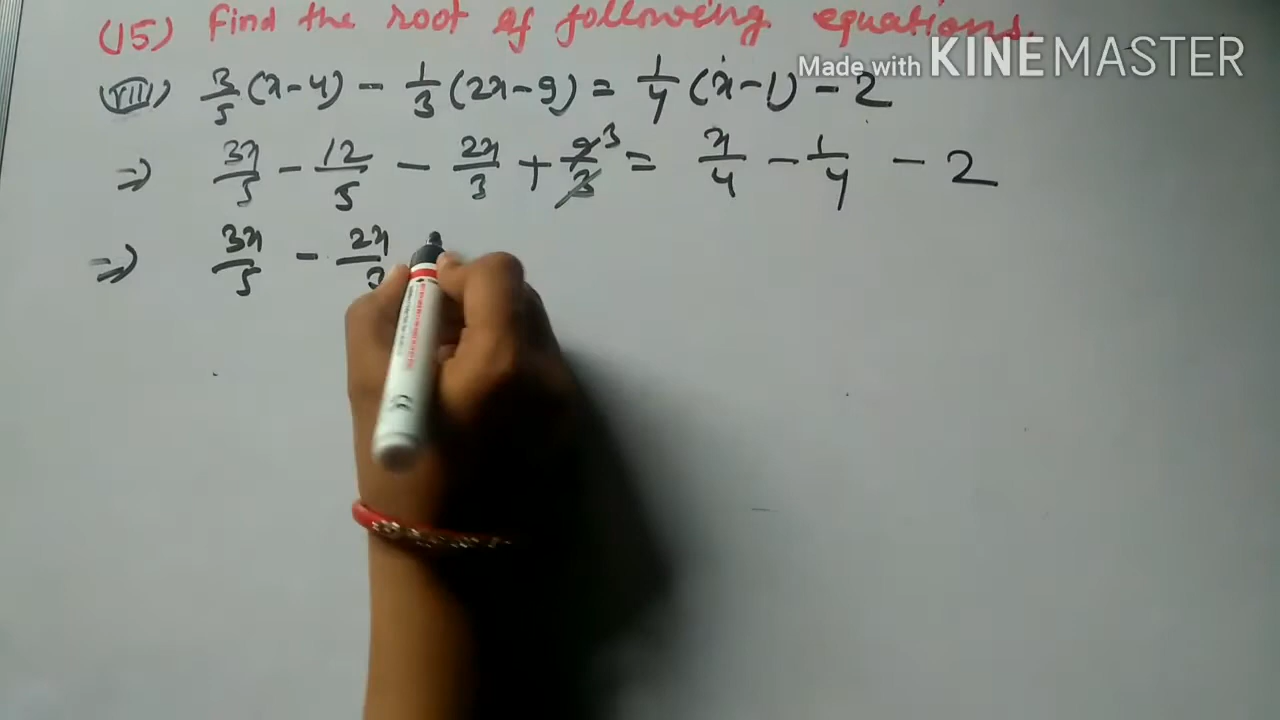 (15) Find the root of following equations.
Made with KINEMASTER
(VIII) 3/5 (x-4) - 1/3 (2x-9) = 1/4 (x-1) - 2
⇒ 3x/5 - 12/5 - 2x/3 + 9/3 3 = x/4 - 1/4 - 2
⇒ 3x/5 - 2x/3